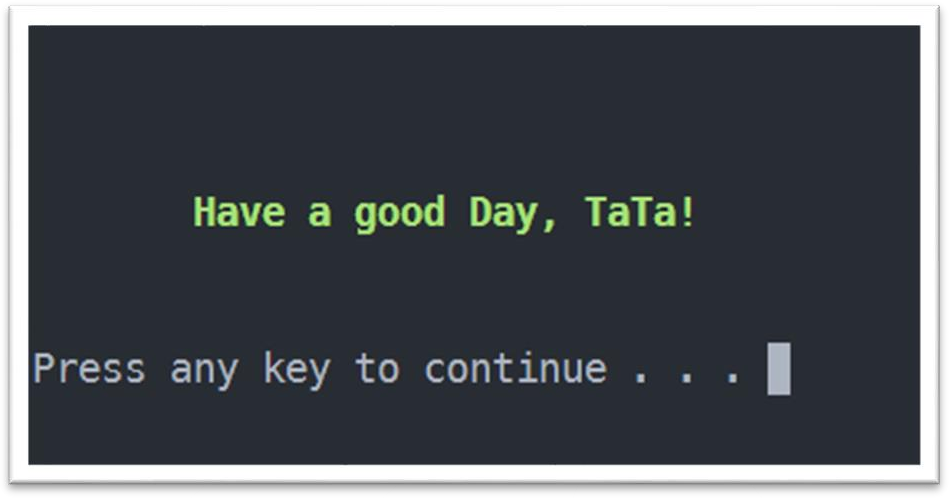 Have a good Day, TaTa!
Press any key to continue . . .